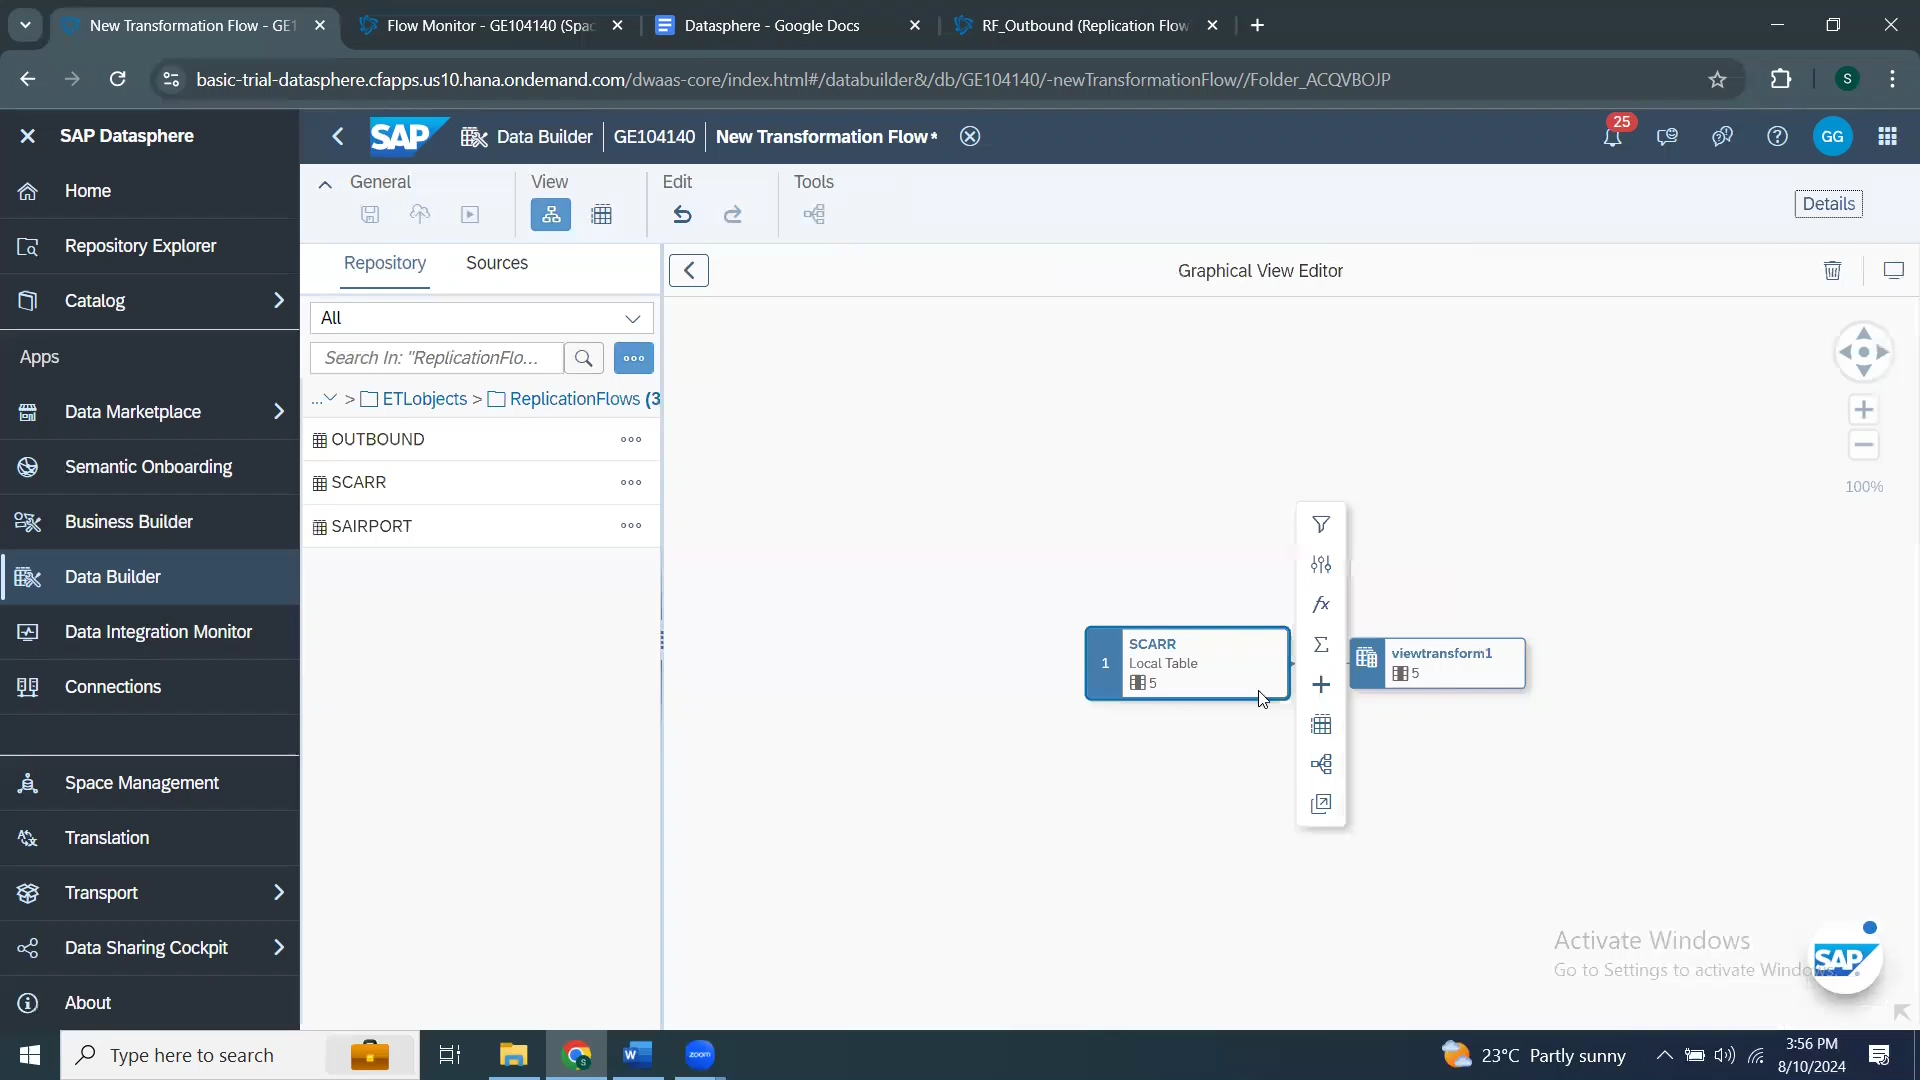 New Transformation Flow - GE1
Flow Monitor - GE104140 (Spac
Datasphere - Google Docs
RF_Outbound (Replication Flow
basic-trial-datasphere.cfapps.us10.hana.ondemand.com/dwaas-core/index.html#/databuilder&/db/GE104140/-newTransformationFlow//Folder_ACQVBOJP
S
SAP Datasphere
SAP
Data Builder
GE104140
New Transformation Flow*
25
GG
Home
Repository Explorer
Catalog
Apps
Data Marketplace
Semantic Onboarding
Business Builder
Data Builder
Data Integration Monitor
Connections
Space Management
Translation
Transport
Data Sharing Cockpit
About
General
View
Edit
Tools
Details
Repository
Sources
All
Search In: "ReplicationFlo...
... > ETLobjects > ReplicationFlows (3
OUTBOUND
SCARR
SAIRPORT
Graphical View Editor
100%
1
SCARR
Local Table
5
fx
Σ
viewtransform1
5
Activate Windows
Go to Settings to activate Windows.
SAP
Type here to search
W
zoom
23°C Partly sunny
3:56 PM
8/10/2024